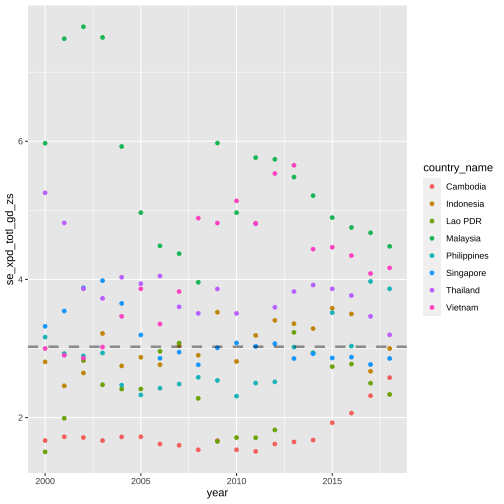 6
4
2
2000
2005
2010
2015
year
se_xpd_totl_gd_zs
country_name
Cambodia
Indonesia
Lao PDR
Malaysia
Philippines
Singapore
Thailand
Vietnam